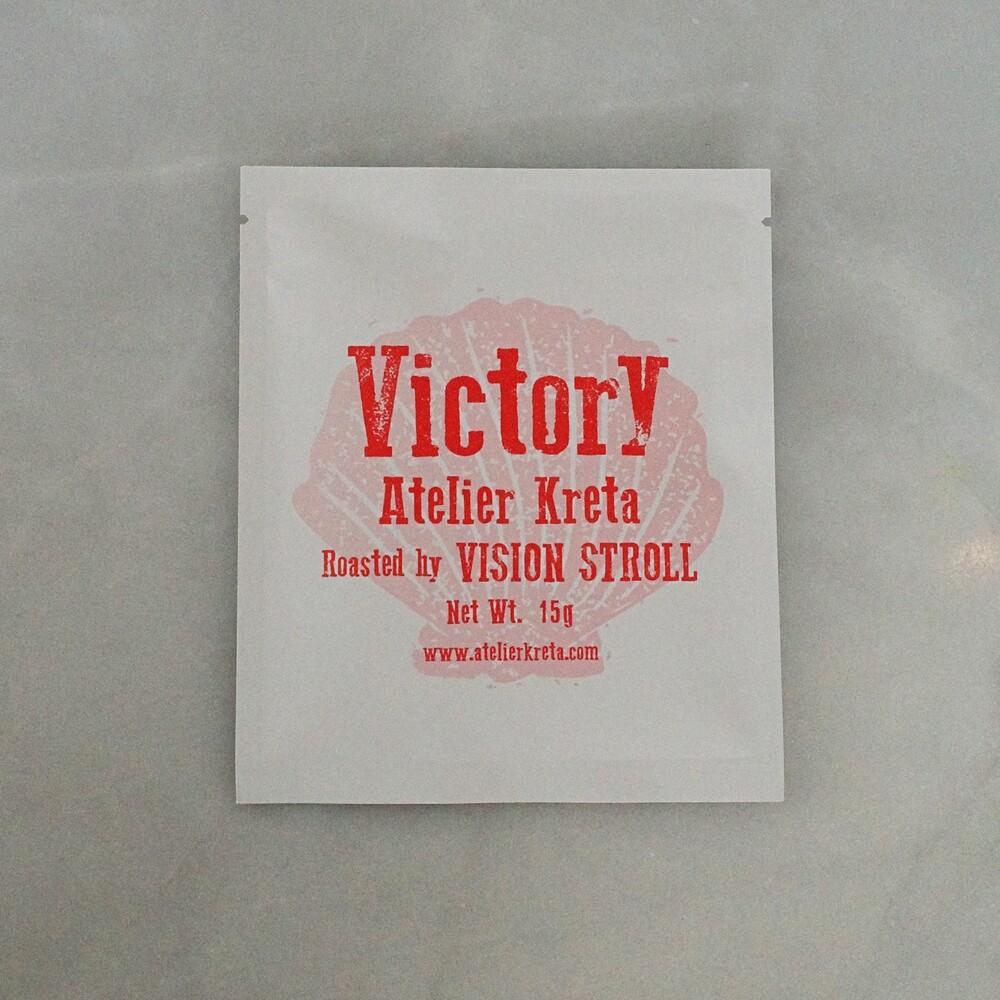 Victory
Atelier Kreta
Roasted by VISION STROLL
Net Wt. 15g
www.atelierkreta.com